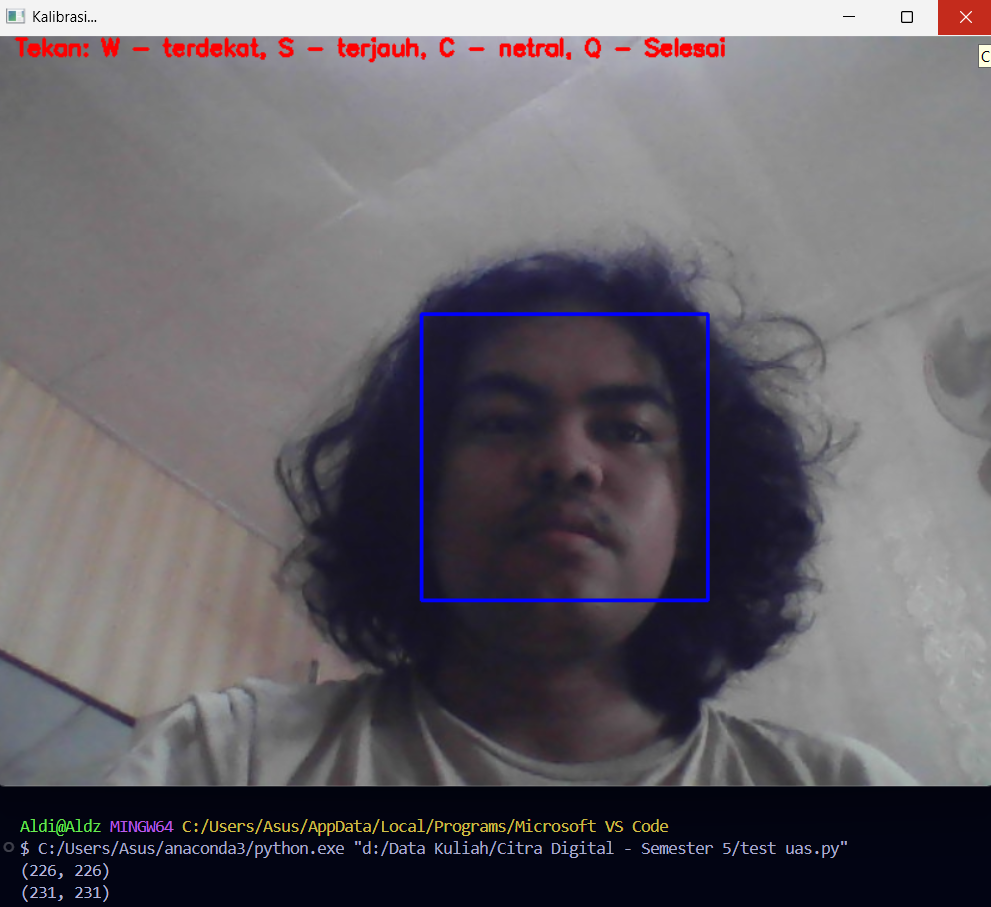 Kalibrasi...
Tekan: W - terdekat, S - terjauh, C - netral, Q - Selesai
C
Aldi@Aldz MINGW64 C:/Users/Asus/AppData/Local/Programs/Microsoft VS Code
$ C:/Users/Asus/anaconda3/python.exe "d:/Data Kuliah/Citra Digital - Semester 5/test uas.py"
(226, 226)
(231, 231)